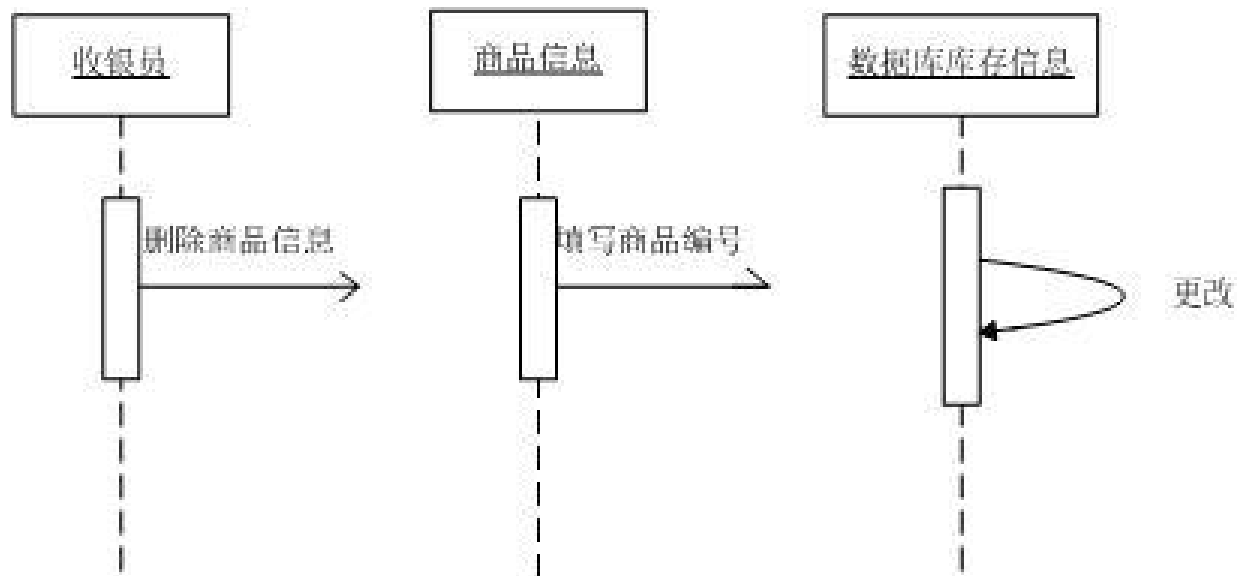 收银员
商品信息
数据库库存信息
删除商品信息
填写商品编号
更改